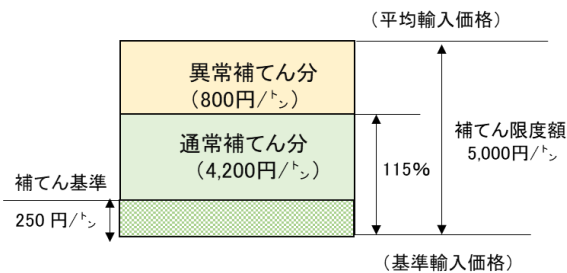 （平均輸入価格）
異常補てん分
（800円/㌧）
通常補てん分
（4,200円/㌧）
115%
補てん限度額
5,000円/㌧
補てん基準
250 円/㌧
（基準輸入価格）